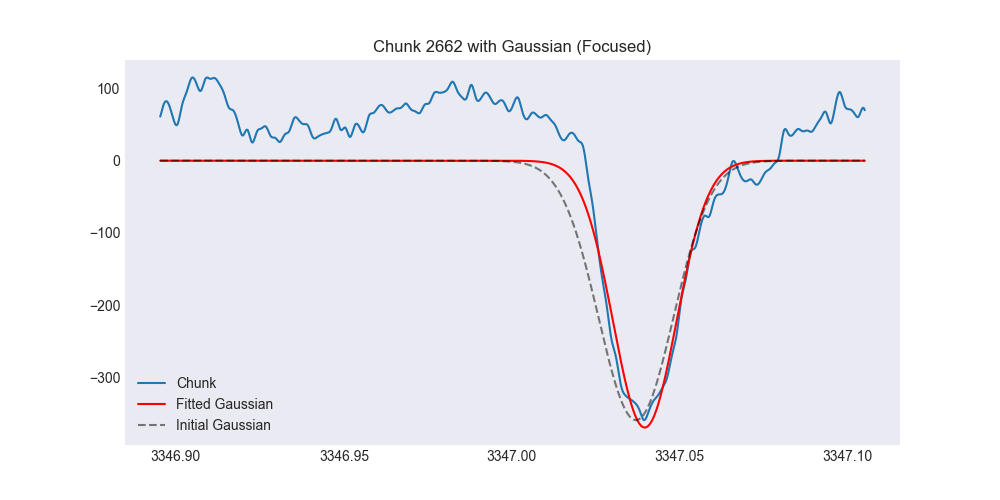 Chunk 2662 with Gaussian (Focused)
100
0
−100
−200
−300
Chunk
Fitted Gaussian
Initial Gaussian
3346.90 3346.95 3347.00 3347.05 3347.10